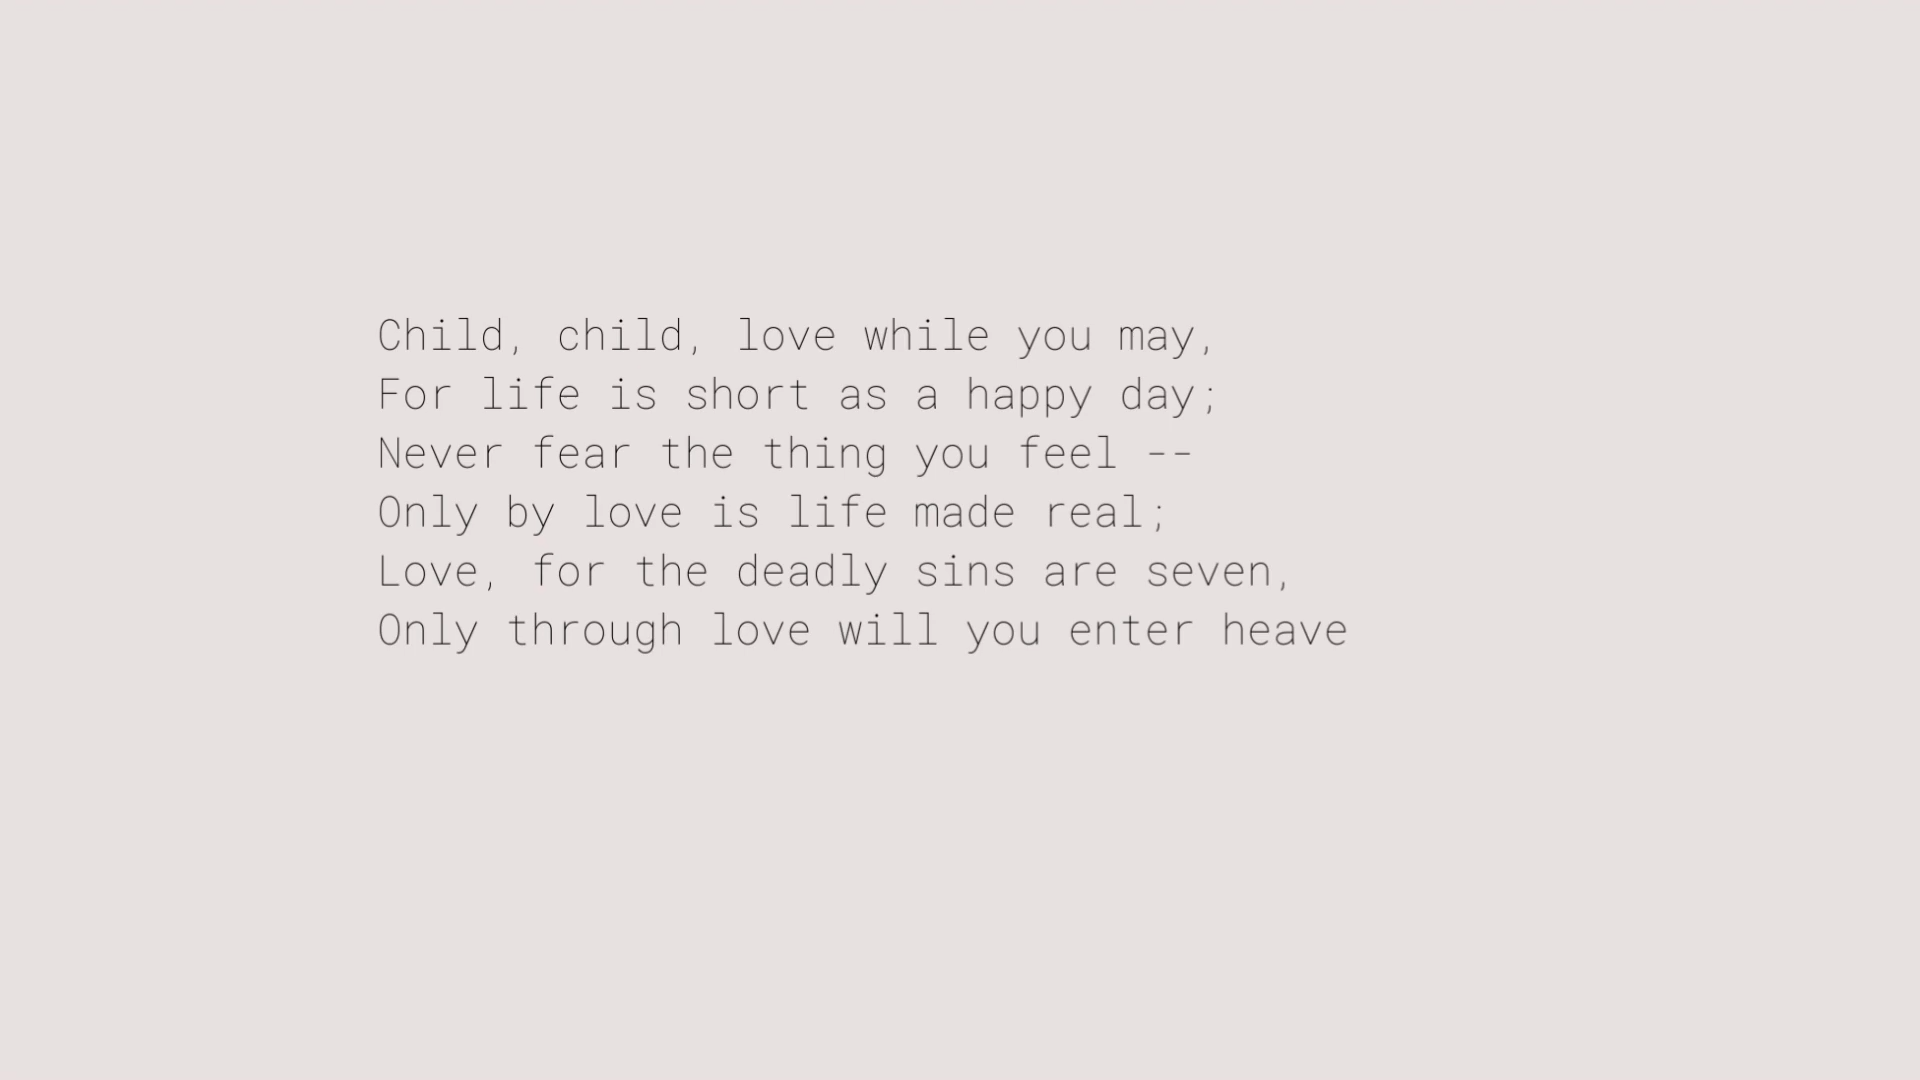 Child, child, love while you may,
For life is short as a happy day;
Never fear the thing you feel --
Only by love is life made real;
Love, for the deadly sins are seven,
Only through love will you enter heave